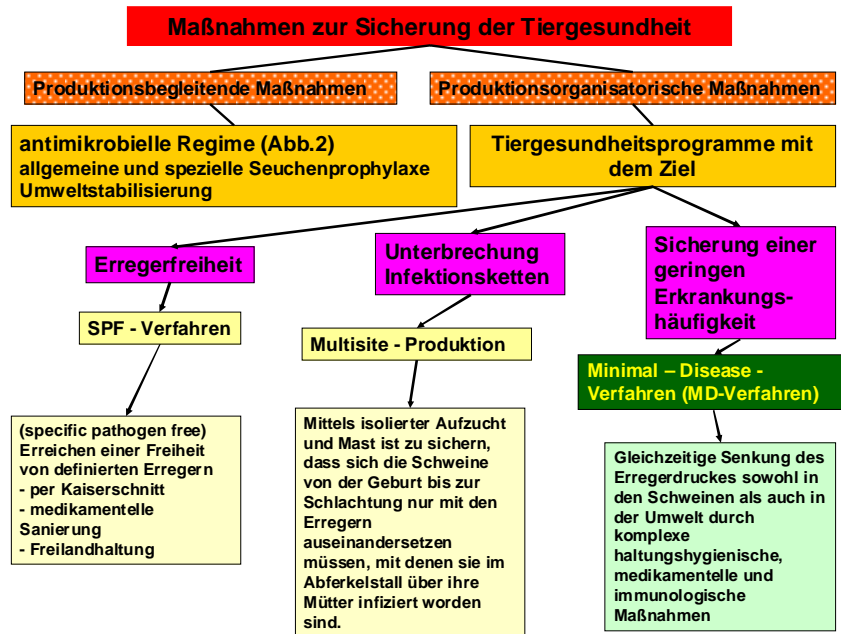 Maßnahmen zur Sicherung der Tiergesundheit
Produktionsbegleitende Maßnahmen
Produktionsorganisatorische Maßnahmen
antimikrobielle Regime (Abb.2)
allgemeine und spezielle Seuchenprophylaxe
Umweltstabilisierung
Tiergesundheitsprogramme mit
dem Ziel
Erregerfreiheit
Unterbrechung
Infektionsketten
Sicherung einer
geringen
Erkrankungs-
häufigkeit
SPF - Verfahren
Multisite - Produktion
Minimal – Disease -
Verfahren (MD-Verfahren)
(specific pathogen free)
Erreichen einer Freiheit
von definierten Erregern
- per Kaiserschnitt
- medikamentelle
Sanierung
- Freilandhaltung
Mittels isolierter Aufzucht
und Mast ist zu sichern,
dass sich die Schweine
von der Geburt bis zur
Schlachtung nur mit den
Erregern
auseinandersetzen
müssen, mit denen sie im
Abferkelstall über ihre
Mütter infiziert worden
sind.
Gleichzeitige Senkung des
Erregerdruckes sowohl in
den Schweinen als auch in
der Umwelt durch
komplexe
haltungshygienische,
medikamentelle und
immunologische
Maßnahmen